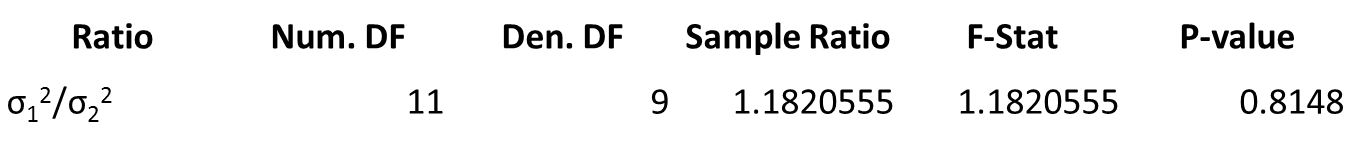 Ratio Num. DF Den. DF Sample Ratio F-Stat P-value
σ₁²/σ₂² 11 9 1.1820555 1.1820555 0.8148